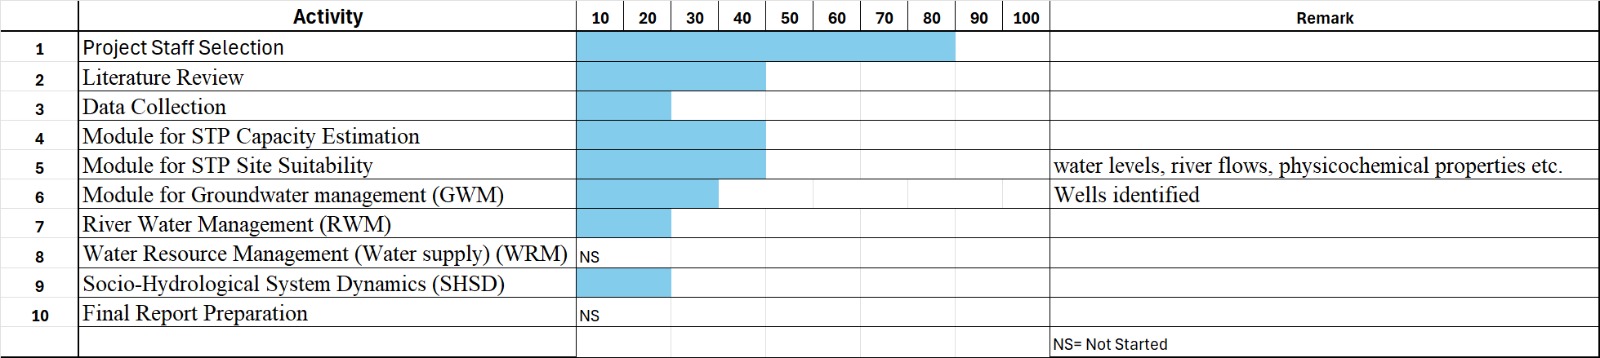 Activity 10 20 30 40 50 60 70 80 90 100 Remark
1 Project Staff Selection
2 Literature Review
3 Data Collection
4 Module for STP Capacity Estimation
5 Module for STP Site Suitability water levels, river flows, physicochemical properties etc.
6 Module for Groundwater management (GWM) Wells identified
7 River Water Management (RWM)
8 Water Resource Management (Water supply) (WRM) NS
9 Socio-Hydrological System Dynamics (SHSD)
10 Final Report Preparation NS
NS= Not Started